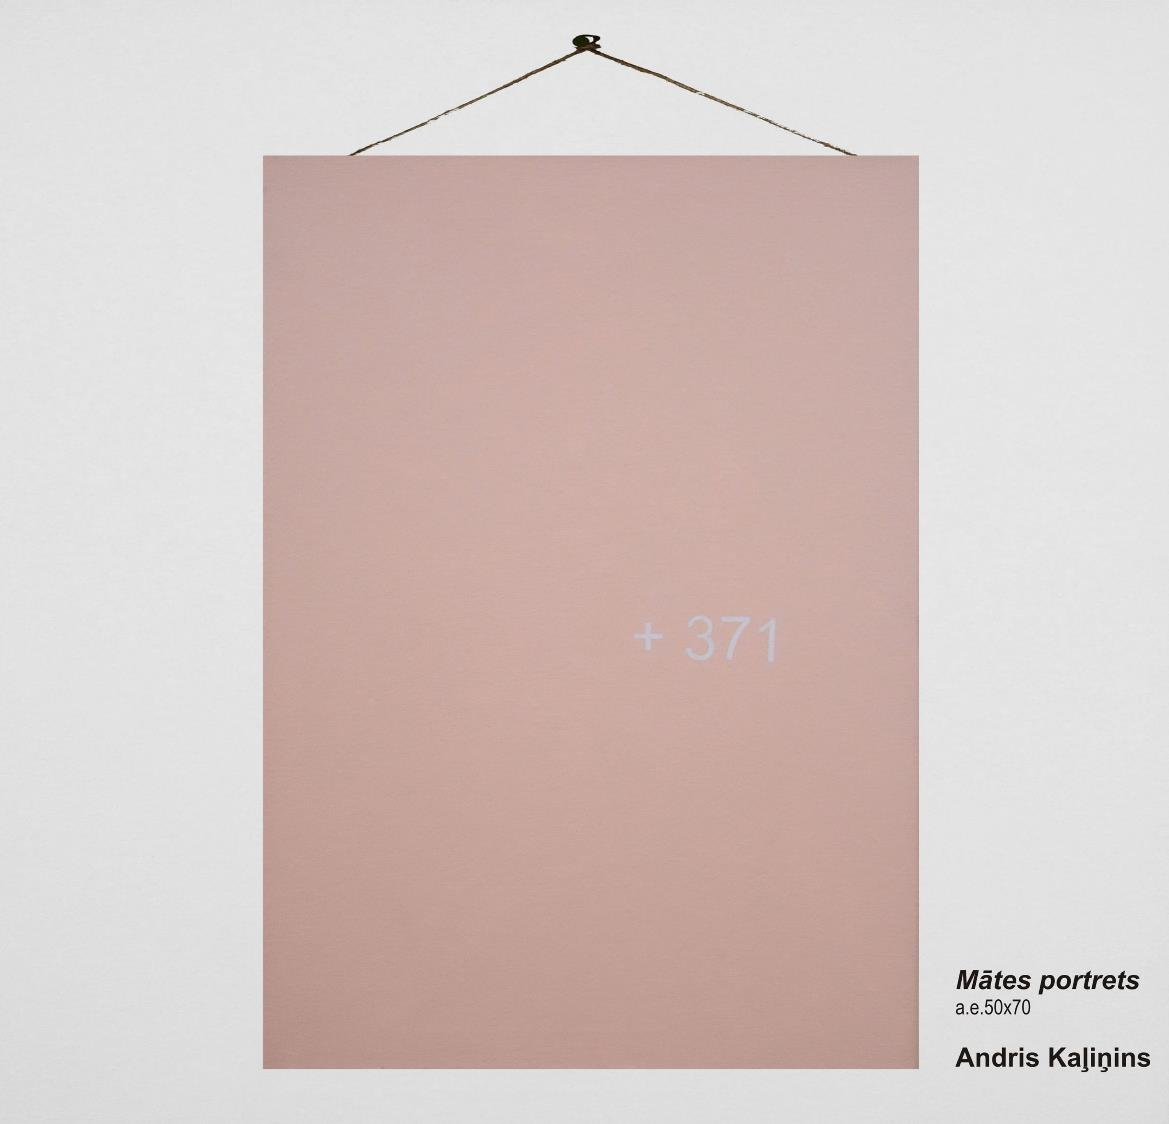 + 371
Mātes portrets
a.e.50x70
Andris Kaļiņins